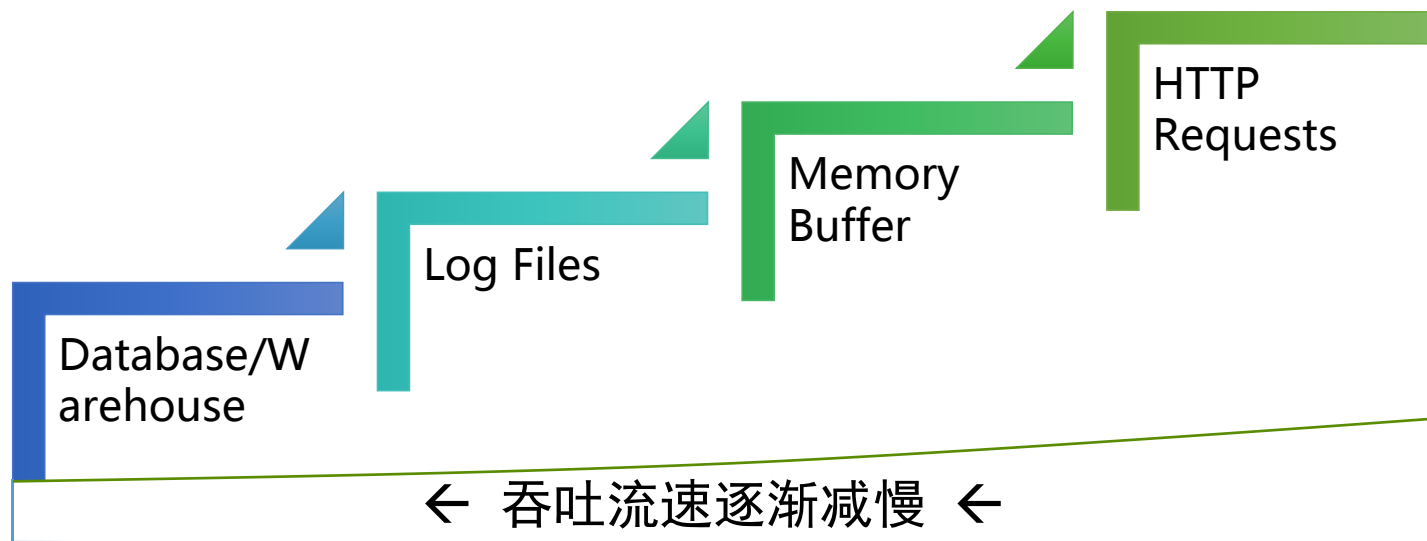 HTTP
Requests
Memory
Buffer
Log Files
Database/W
arehouse
← 吞吐流速逐渐减慢 ←